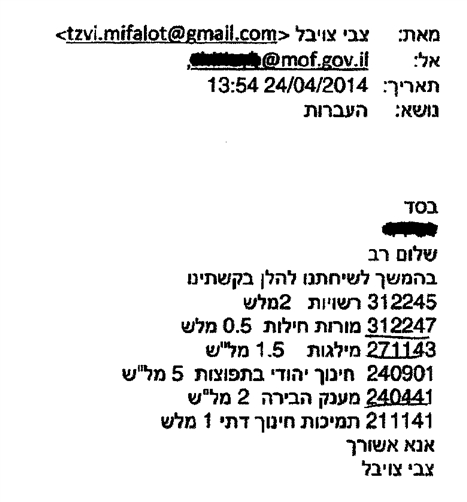 מאת: צבי צויבל <tzvi.mifalot@gmail.com>
אל: @mof.gov.il,
תאריך: 13:54 24/04/2014
נושא: העברות
בסד
שלום רב
בהמשך לשיחתנו להלן בקשתינו
312245 רשויות 2מלש
312247 מורות חילות 0.5 מלש
271143 מילגות 1.5 מל"ש
240901 חינוך יהודי בתפוצות 5 מל"ש
240441 מענק הבירה 2 מל"ש
211141 תמיכות חינוך דתי 1 מלש
אנא אשורך
צבי צויבל